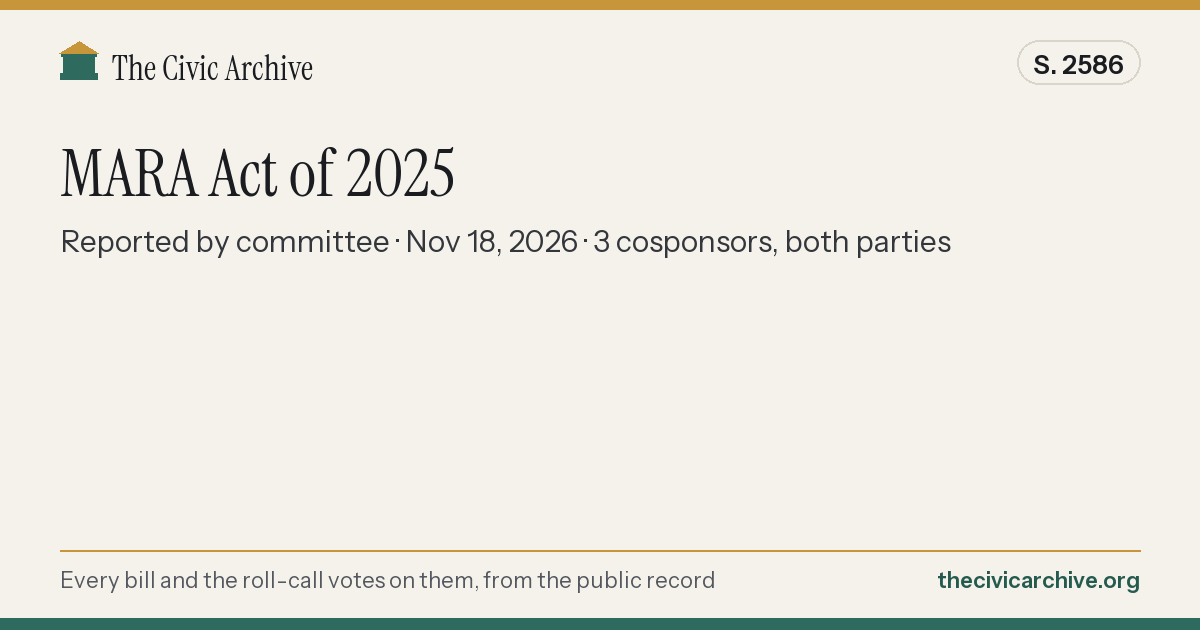 The Civic Archive
S. 2586
MARA Act of 2025
Reported by committee · Nov 18, 2026 · 3 cosponsors, both parties
Every bill and the roll-call votes on them, from the public record
thecivicarchive.org